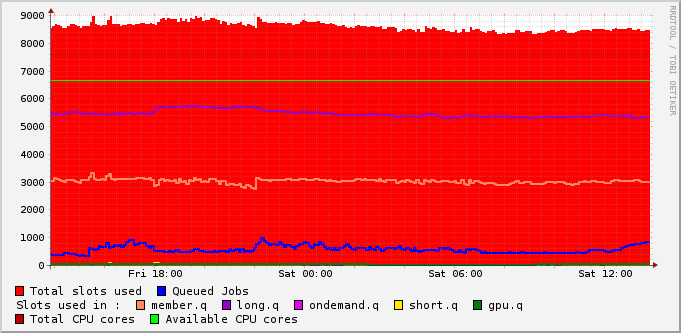 9000
8000
7000
6000
5000
4000
3000
2000
1000
0
Fri 18:00 Sat 00:00 Sat 06:00 Sat 12:00
RRDTOOL / TOBI OETIKER
Total slots used Queued Jobs
Slots used in : member.q long.q ondemand.q short.q gpu.q
Total CPU cores Available CPU cores